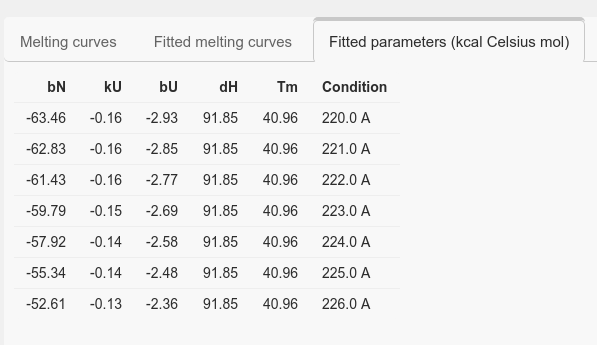 Melting curves Fitted melting curves Fitted parameters (kcal Celsius mol)
bN kU bU dH Tm Condition
-63.46 -0.16 -2.93 91.85 40.96 220.0 A
-62.83 -0.16 -2.85 91.85 40.96 221.0 A
-61.43 -0.16 -2.77 91.85 40.96 222.0 A
-59.79 -0.15 -2.69 91.85 40.96 223.0 A
-57.92 -0.14 -2.58 91.85 40.96 224.0 A
-55.34 -0.14 -2.48 91.85 40.96 225.0 A
-52.61 -0.13 -2.36 91.85 40.96 226.0 A